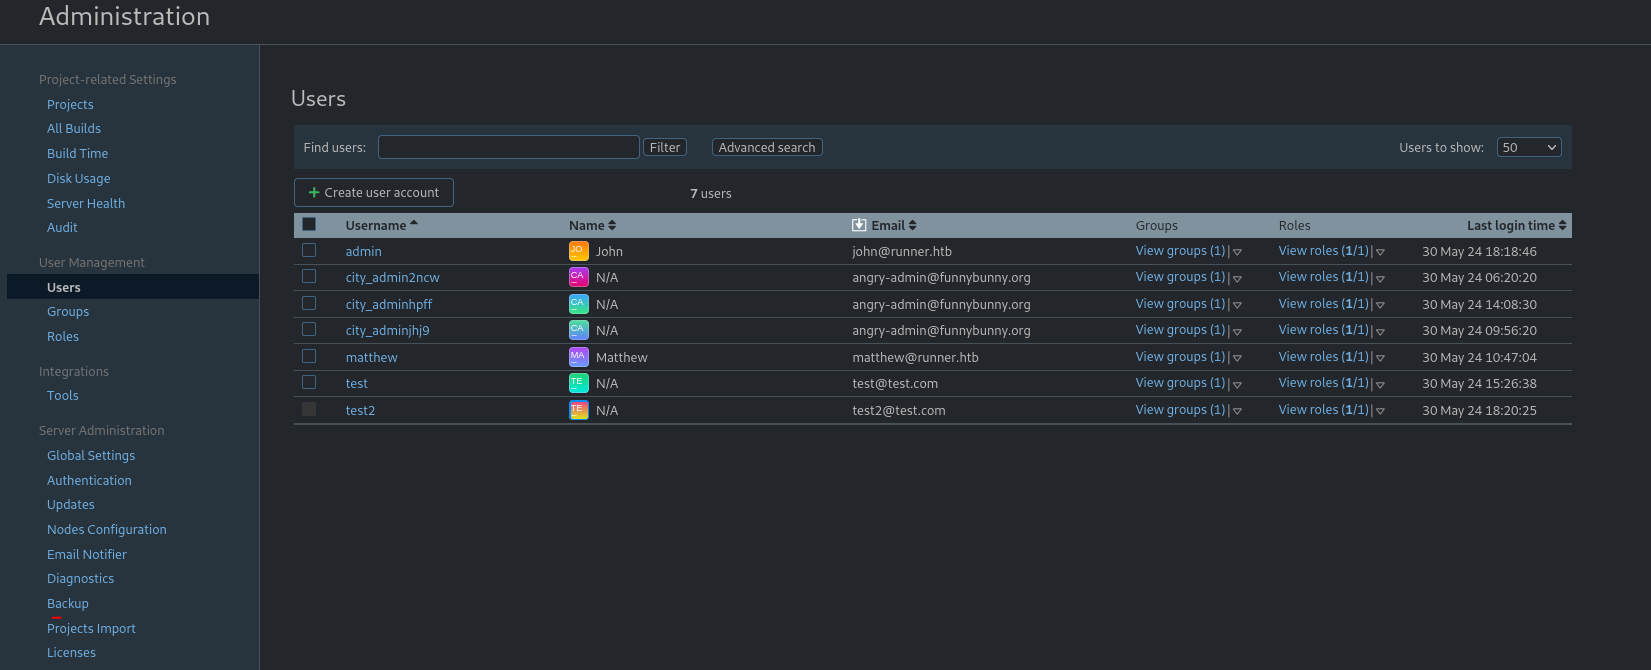 Administration
Project-related Settings
Projects
All Builds
Build Time
Disk Usage
Server Health
Audit
User Management
Users
Groups
Roles
Integrations
Tools
Server Administration
Global Settings
Authentication
Updates
Nodes Configuration
Email Notifier
Diagnostics
Backup
Projects Import
Licenses
Users
Find users: Filter Advanced search Users to show: 50
+ Create user account 7 users
Username Name Email Groups Roles Last login time
admin JO John john@runner.htb View groups (1) | View roles (1/1) | 30 May 24 18:18:46
city_admin2ncw CA N/A angry-admin@funnybunny.org View groups (1) | View roles (1/1) | 30 May 24 06:20:20
city_adminhpff CA N/A angry-admin@funnybunny.org View groups (1) | View roles (1/1) | 30 May 24 14:08:30
city_adminjhj9 CA N/A angry-admin@funnybunny.org View groups (1) | View roles (1/1) | 30 May 24 09:56:20
matthew MA Matthew matthew@runner.htb View groups (1) | View roles (1/1) | 30 May 24 10:47:04
test TE N/A test@test.com View groups (1) | View roles (1/1) | 30 May 24 15:26:38
test2 TE N/A test2@test.com View groups (1) | View roles (1/1) | 30 May 24 18:20:25